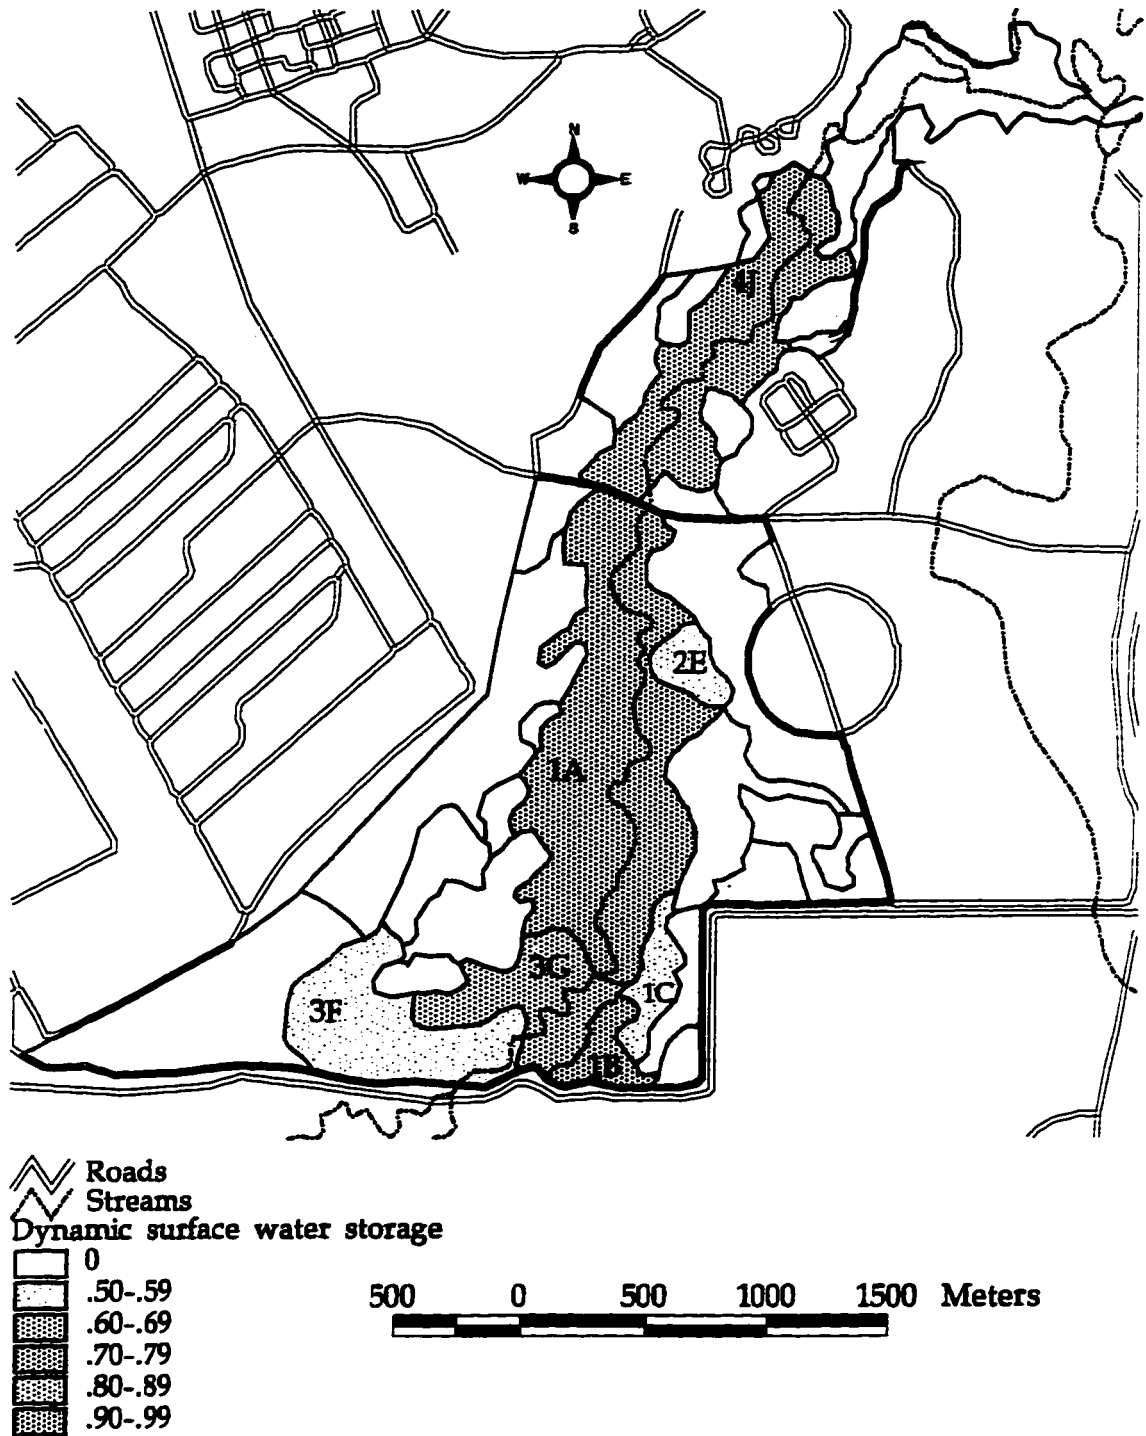 N
W E
S
4J
2E
1A
3G
1C
3F
1B
Roads
Streams
Dynamic surface water storage
0
.50-.59
.60-.69
.70-.79
.80-.89
.90-.99
500 0 500 1000 1500 Meters